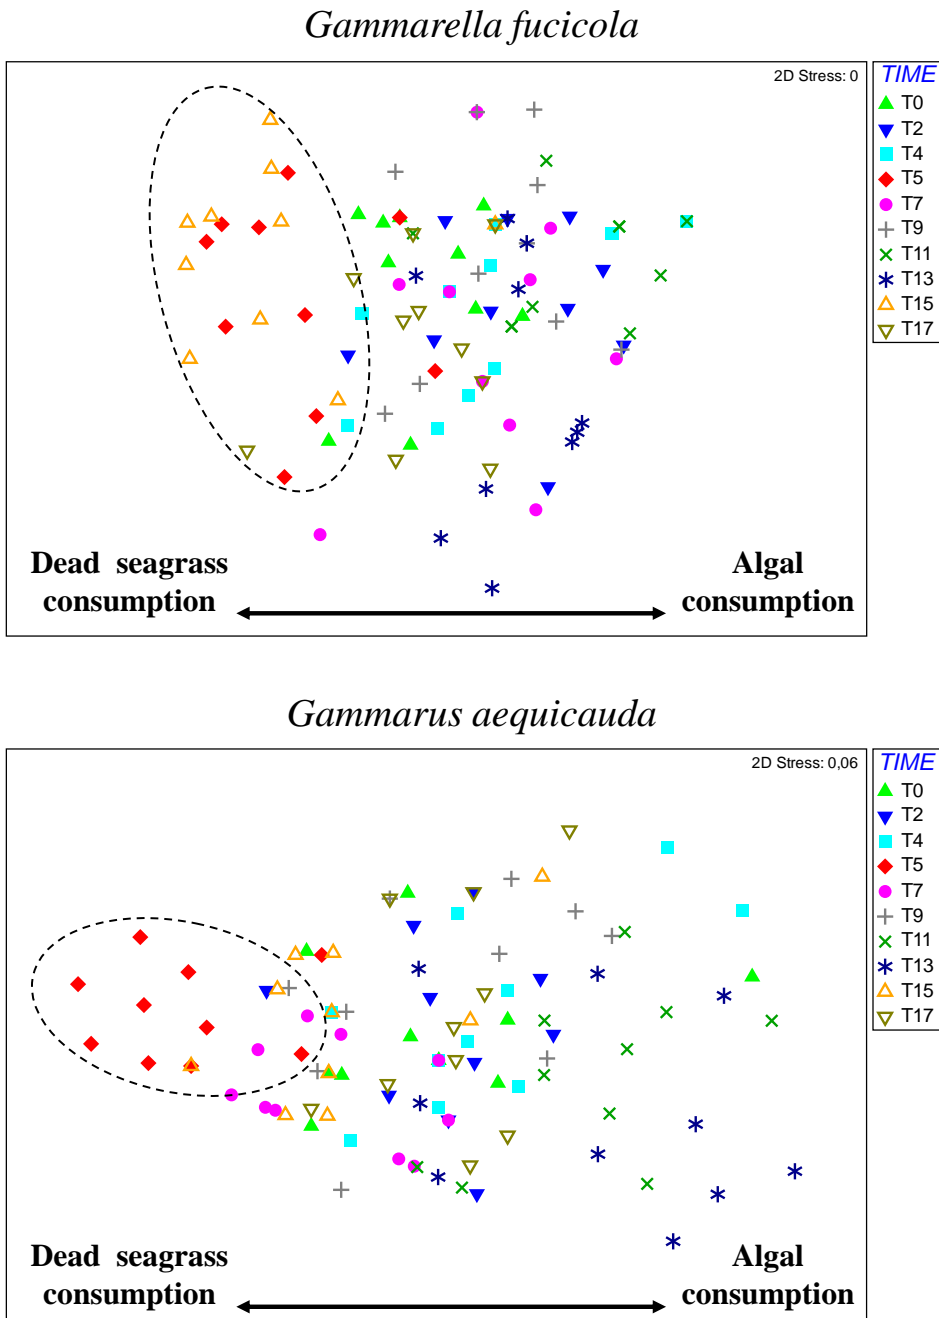 Gammarella fucicola
2D Stress: 0
TIME
T0
T2
T4
T5
T7
T9
T11
T13
T15
T17
Dead seagrass
consumption
Algal
consumption
Gammarus aequicauda
2D Stress: 0,06
TIME
T0
T2
T4
T5
T7
T9
T11
T13
T15
T17
Dead seagrass
consumption
Algal
consumption